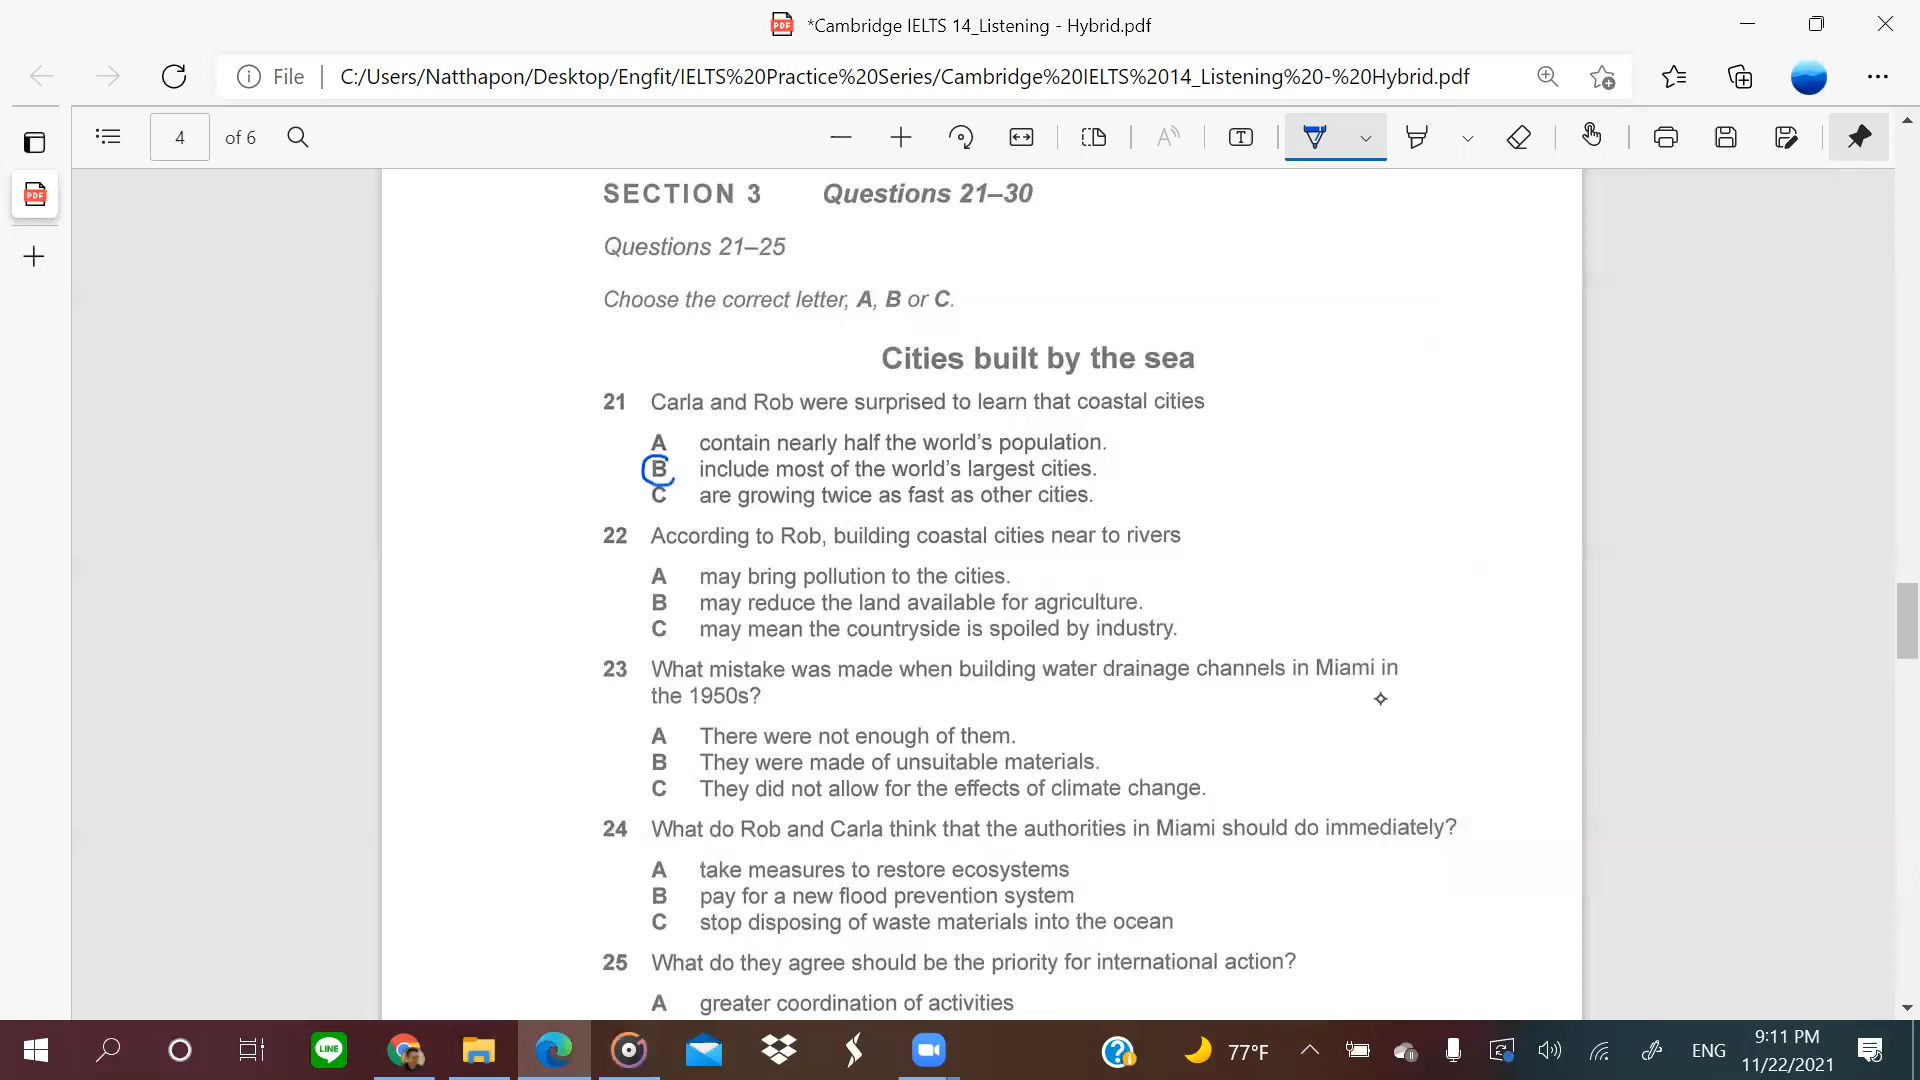 *Cambridge IELTS 14_Listening - Hybrid.pdf
File
C:/Users/Natthapon/Desktop/Engfit/IELTS%20Practice%20Series/Cambridge%20IELTS%2014_Listening%20-%20Hybrid.pdf
4 of 6
SECTION 3 Questions 21–30
Questions 21–25
Choose the correct letter, A, B or C.
Cities built by the sea
21 Carla and Rob were surprised to learn that coastal cities
A contain nearly half the world's population.
B include most of the world's largest cities.
C are growing twice as fast as other cities.
22 According to Rob, building coastal cities near to rivers
A may bring pollution to the cities.
B may reduce the land available for agriculture.
C may mean the countryside is spoiled by industry.
23 What mistake was made when building water drainage channels in Miami in
the 1950s?
A There were not enough of them.
B They were made of unsuitable materials.
C They did not allow for the effects of climate change.
24 What do Rob and Carla think that the authorities in Miami should do immediately?
A take measures to restore ecosystems
B pay for a new flood prevention system
C stop disposing of waste materials into the ocean
25 What do they agree should be the priority for international action?
A greater coordination of activities
LINE
77°F
ENG
9:11 PM
11/22/2021